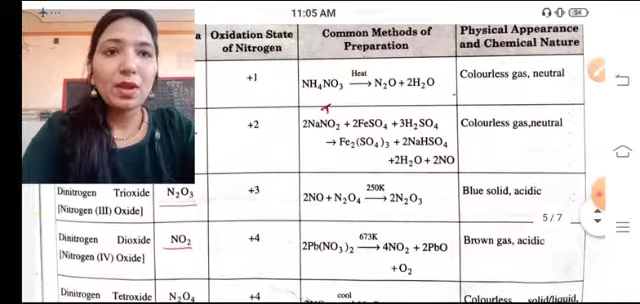 11:05 AM
54
a
Oxidation State
of Nitrogen
Common Methods of
Preparation
Physical Appearance
and Chemical Nature
+1
NH₄NO₃ —Heat→ N₂O + 2H₂O
Colourless gas, neutral
+2
2NaNO₂ + 2FeSO₄ + 3H₂SO₄
→ Fe₂(SO₄)₃ + 2NaHSO₄
+2H₂O + 2NO
Colourless gas,neutral
Dinitrogen Trioxide
[Nitrogen (III) Oxide]
N₂O₃
+3
2NO + N₂O₄ —250K→ 2N₂O₃
Blue solid, acidic
5/7
Dinitrogen Dioxide
[Nitrogen (IV) Oxide]
NO₂
+4
2Pb(NO₃)₂ —673K→ 4NO₂ + 2PbO
+O₂
Brown gas, acidic
Dinitrogen Tetroxide
N₂O₄
+4
cool
Colourless solid/liquid,